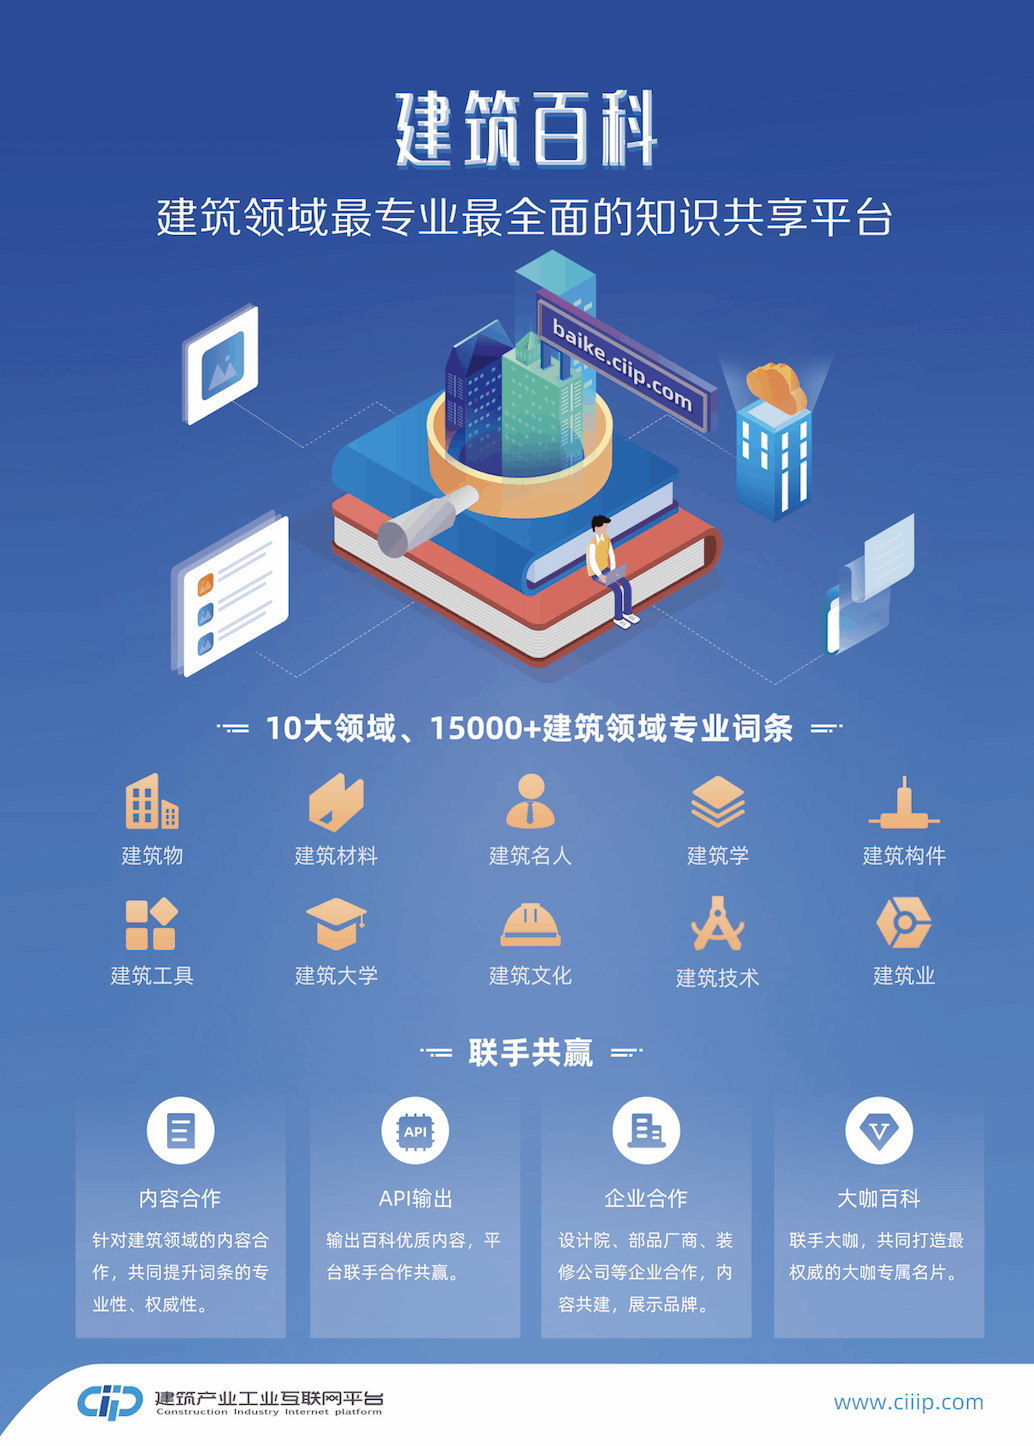 建筑百科
建筑领域最专业最全面的知识共享平台
baike.ciip.com
10大领域、15000+建筑领域专业词条
建筑物
建筑材料
建筑名人
建筑学
建筑构件
建筑工具
建筑大学
建筑文化
建筑技术
建筑业
联手共赢
内容合作
针对建筑领域的内容合
作，共同提升词条的专
业性、权威性。
API
API输出
输出百科优质内容，平
台联手合作共赢。
企业合作
设计院、部品厂商、装
修公司等企业合作，内
容共建，展示品牌。
V
大咖百科
联手大咖，共同打造最
权威的大咖专属名片。
ciip
建筑产业工业互联网平台
Construction Industry Internet platform
www.ciiip.com